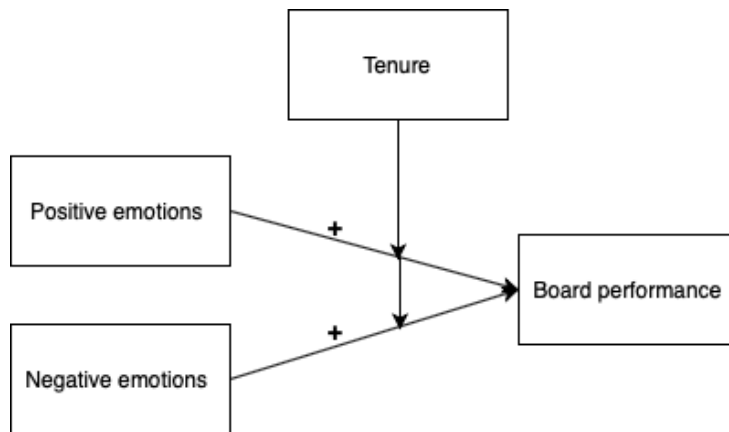 Tenure
Positive emotions
+
Board performance
+
Negative emotions